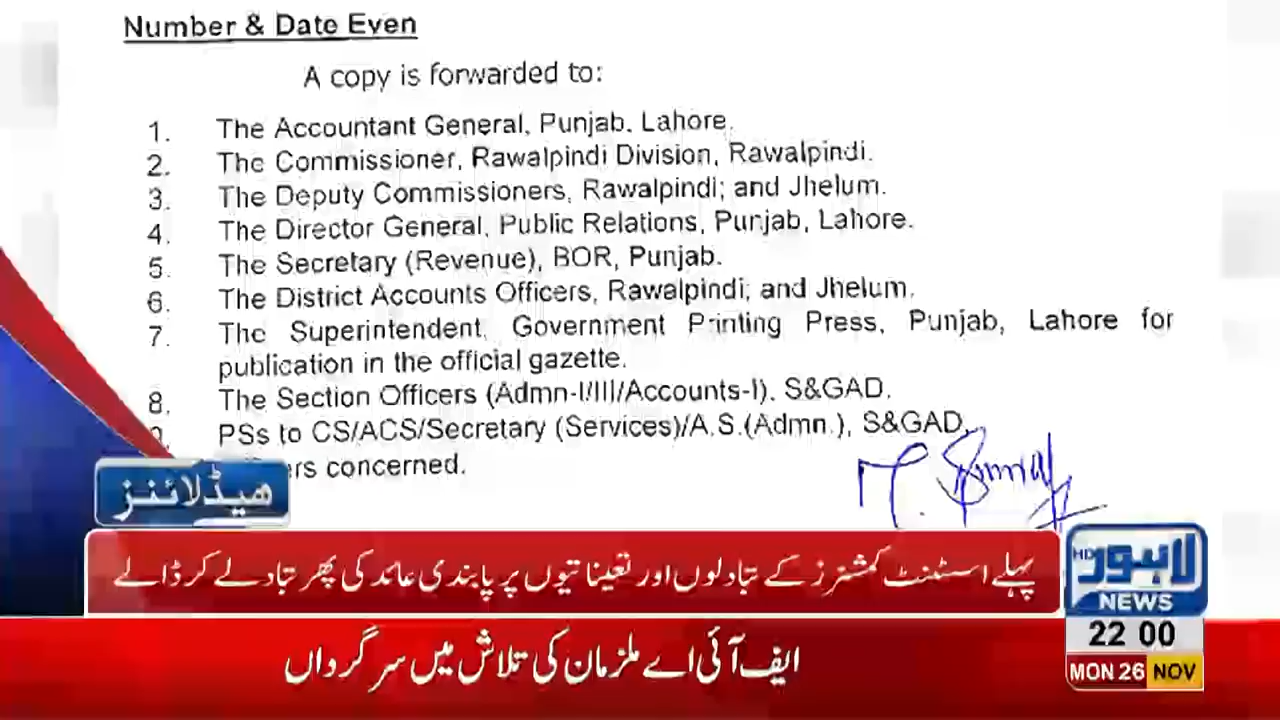 Number & Date Even
A copy is forwarded to:
1. The Accountant General, Punjab, Lahore.
2. The Commissioner, Rawalpindi Division, Rawalpindi.
3. The Deputy Commissioners, Rawalpindi; and Jhelum.
4. The Director General, Public Relations, Punjab, Lahore.
5. The Secretary (Revenue), BOR, Punjab.
6. The District Accounts Officers, Rawalpindi; and Jhelum.
7. The Superintendent, Government Printing Press, Punjab, Lahore for
publication in the official gazette.
8. The Section Officers (Admn-I/III/Accounts-I), S&GAD.
PSs to CS/ACS/Secretary (Services)/A.S.(Admn.), S&GAD.
concerned.
ہیڈلائنز
پہلے اسسٹنٹ کمشنرز کے تبادلوں اور تعیناتیوں پر پابندی عائد کی پھر تبادلے کر ڈالے
ایف آئی اے ملزمان کی تلاش میں سرگرداں
لاہور HD
NEWS
22 00
MON 26 NOV